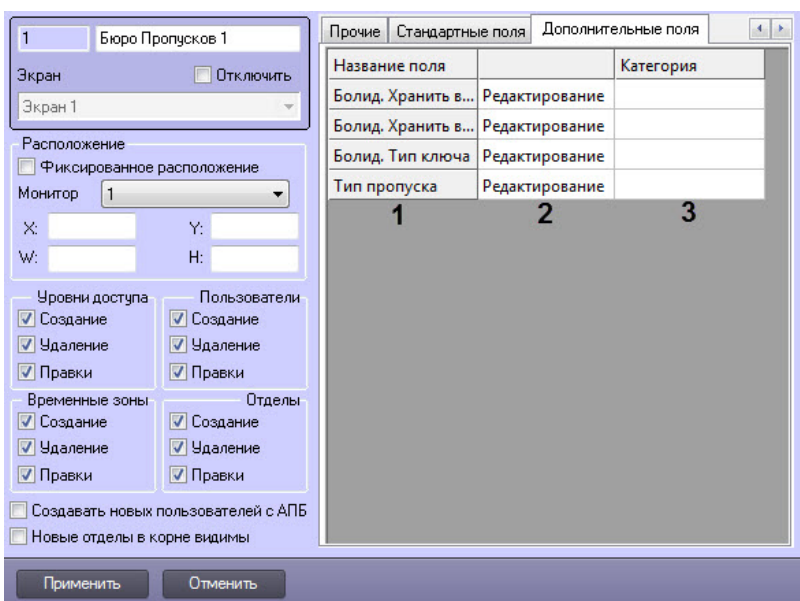 1 Бюро Пропусков 1
Экран Отключить
Экран 1
Расположение
Фиксированное расположение
Монитор 1
X: Y:
W: H:
Уровни доступа Пользователи
Создание Создание
Удаление Удаление
Правки Правки
Временные зоны Отделы
Создание Создание
Удаление Удаление
Правки Правки
Создавать новых пользователей с АПБ
Новые отделы в корне видимы
Прочие Стандартные поля Дополнительные поля
Название поля Категория
Болид. Хранить в... Редактирование
Болид. Хранить в... Редактирование
Болид. Тип ключа Редактирование
Тип пропуска Редактирование
1 2 3
Применить Отменить